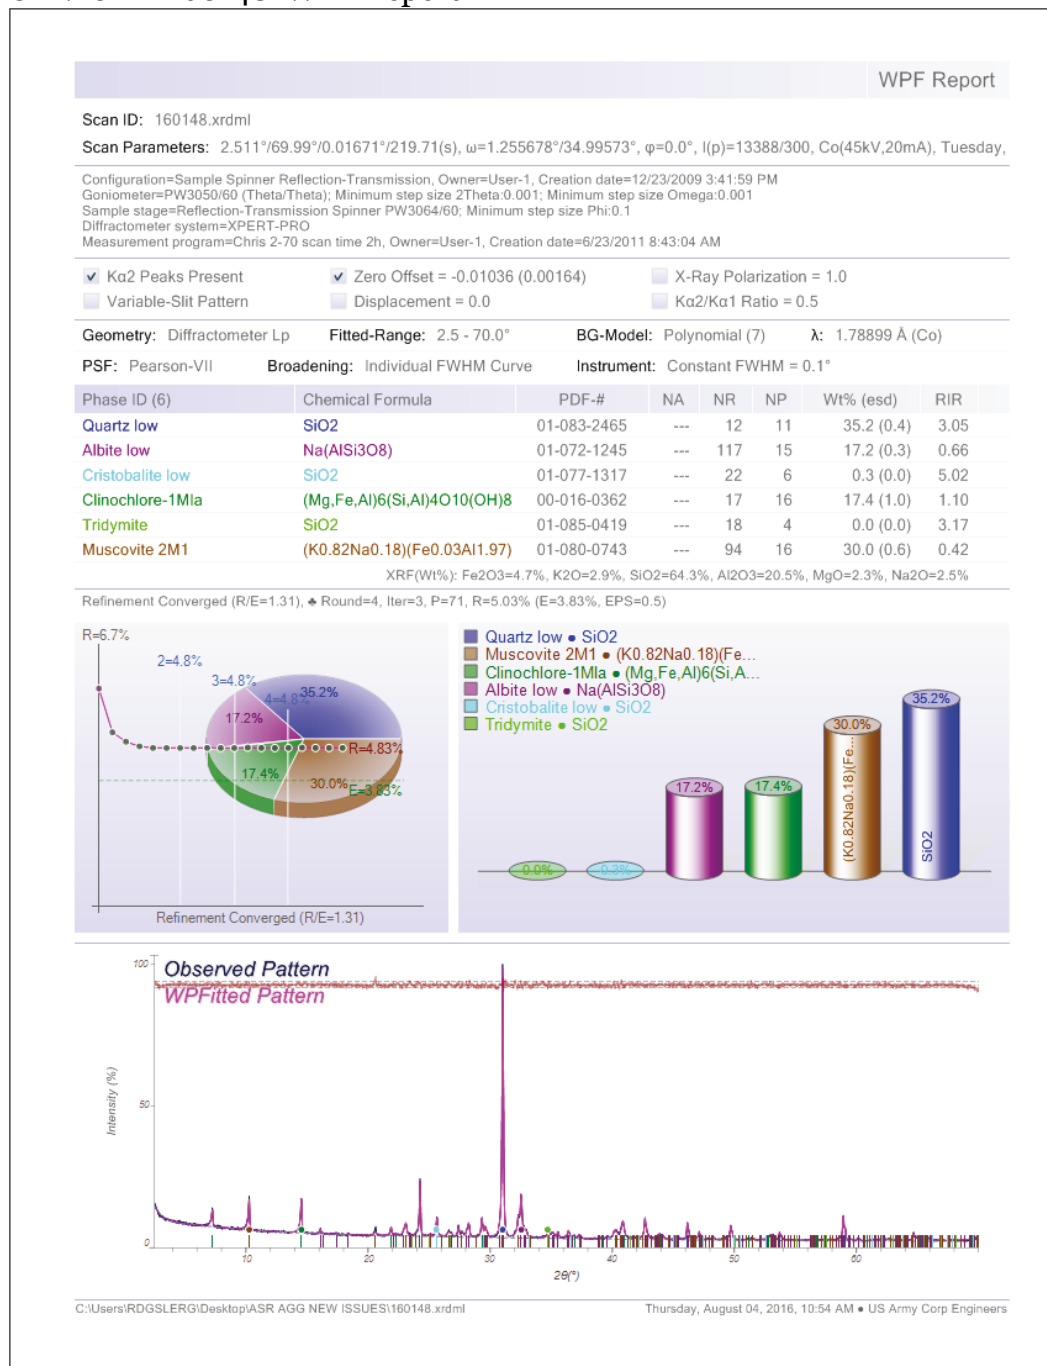 WPF Report
Scan ID: 160148.xrdml
Scan Parameters: 2.511°/69.99°/0.01671°/219.71(s), ω=1.255678°/34.99573°, φ=0.0°, I(p)=13388/300, Co(45kV,20mA), Tuesday,
Configuration=Sample Spinner Reflection-Transmission, Owner=User-1, Creation date=12/23/2009 3:41:59 PM
Goniometer=PW3050/60 (Theta/Theta); Minimum step size 2Theta:0.001; Minimum step size Omega:0.001
Sample stage=Reflection-Transmission Spinner PW3064/60; Minimum step size Phi:0.1
Diffractometer system=XPERT-PRO
Measurement program=Chris 2-70 scan time 2h, Owner=User-1, Creation date=6/23/2011 8:43:04 AM
Kα2 Peaks Present Zero Offset = -0.01036 (0.00164) X-Ray Polarization = 1.0
Variable-Slit Pattern Displacement = 0.0 Kα2/Kα1 Ratio = 0.5
Geometry: Diffractometer Lp Fitted-Range: 2.5 - 70.0° BG-Model: Polynomial (7) λ: 1.78899 Å (Co)
PSF: Pearson-VII Broadening: Individual FWHM Curve Instrument: Constant FWHM = 0.1°
Phase ID (6) Chemical Formula PDF-# NA NR NP Wt% (esd) RIR
Quartz low SiO2 01-083-2465 --- 12 11 35.2 (0.4) 3.05
Albite low Na(AlSi3O8) 01-072-1245 --- 117 15 17.2 (0.3) 0.66
Cristobalite low SiO2 01-077-1317 --- 22 6 0.3 (0.0) 5.02
Clinochlore-1MIa (Mg,Fe,Al)6(Si,Al)4O10(OH)8 00-016-0362 --- 17 16 17.4 (1.0) 1.10
Tridymite SiO2 01-085-0419 --- 18 4 0.0 (0.0) 3.17
Muscovite 2M1 (K0.82Na0.18)(Fe0.03Al1.97) 01-080-0743 --- 94 16 30.0 (0.6) 0.42
XRF(Wt%): Fe2O3=4.7%, K2O=2.9%, SiO2=64.3%, Al2O3=20.5%, MgO=2.3%, Na2O=2.5%
Refinement Converged (R/E=1.31), ♣ Round=4, Iter=3, P=71, R=5.03% (E=3.83%, EPS=0.5)
R=6.7%
2=4.8%
3=4.8%
4=4.8%
35.2%
17.2%
R=4.83%
17.4%
30.0%
E=3.83%
Refinement Converged (R/E=1.31)
Quartz low ● SiO2
Muscovite 2M1 ● (K0.82Na0.18)(Fe...
Clinochlore-1MIa ● (Mg,Fe,Al)6(Si,A...
Albite low ● Na(AlSi3O8)
Cristobalite low ● SiO2
Tridymite ● SiO2
0.0%
0.3%
17.2%
17.4%
30.0%
(K0.82Na0.18)(Fe...
35.2%
SiO2
Observed Pattern
WPFitted Pattern
100
50
0
Intensity (%)
10 20 30 40 50 60
2θ(°)
C:\Users\RDGSLERG\Desktop\ASR AGG NEW ISSUES\160148.xrdml Thursday, August 04, 2016, 10:54 AM ● US Army Corp Engineers